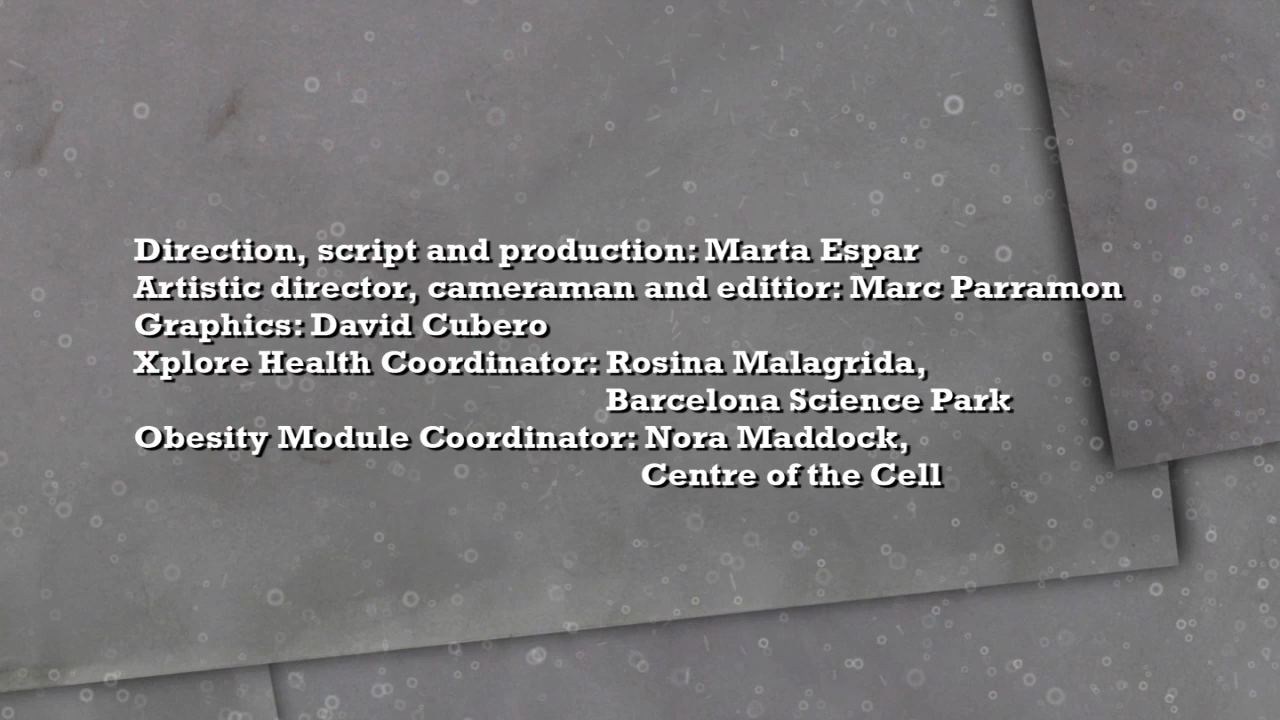 Direction, script and production: Marta Espar
Artistic director, cameraman and editior: Marc Parramon
Graphics: David Cubero
Xplore Health Coordinator: Rosina Malagrida,
Barcelona Science Park
Obesity Module Coordinator: Nora Maddock,
Centre of the Cell